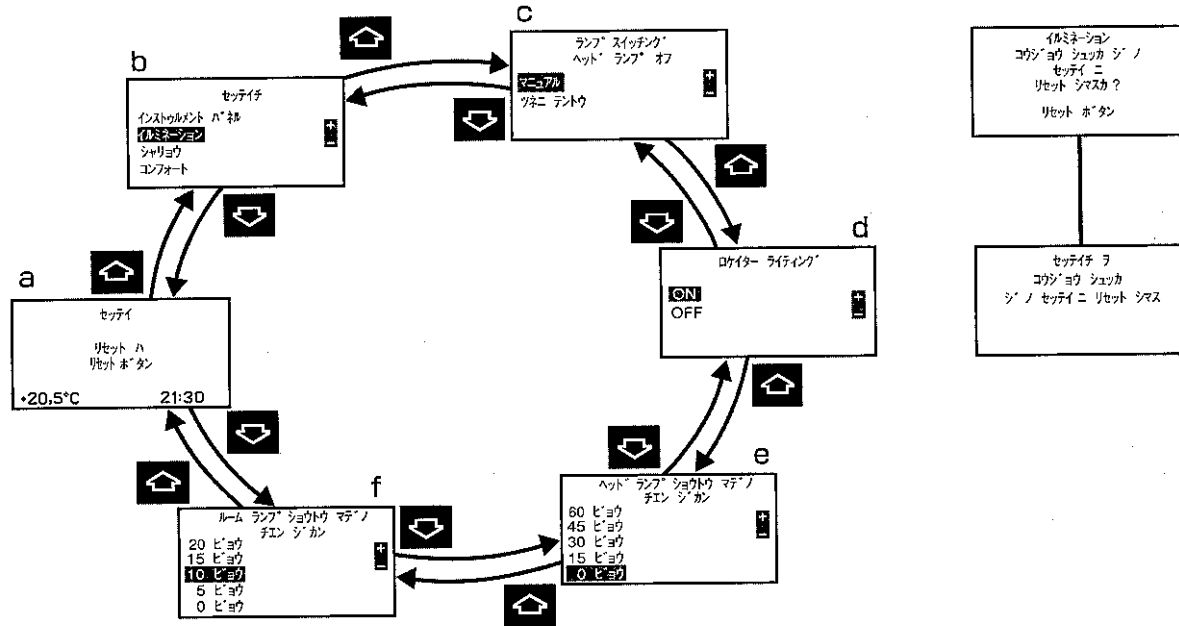 a
セッテイ
リセット ハ
リセット ボタン
+20,5°C 21:30
b
セッテイチ
インストゥルメント パネル
イルミネーション
シャリョウ
コンフォート
+
−
c
ランプ スイッチング
ヘッド ランプ オフ
マニュアル
ツネニ テントウ
+
−
d
ロケイター ライティング
ON
OFF
+
−
e
ヘッド ランプ ショウトウ マデノ
チエン ジカン
60 ビョウ
45 ビョウ
30 ビョウ
15 ビョウ
0 ビョウ
+
−
f
ルーム ランプ ショウトウ マデノ
チエン ジカン
20 ビョウ
15 ビョウ
10 ビョウ
5 ビョウ
0 ビョウ
+
−
イルミネーション
コウジョウ シュッカ ジ ノ
セッテイ ニ
リセット シマスカ ?
リセット ボタン
セッテイチ ヲ
コウジョウ シュッカ
ジ ノ セッテイ ニ リセット シマス